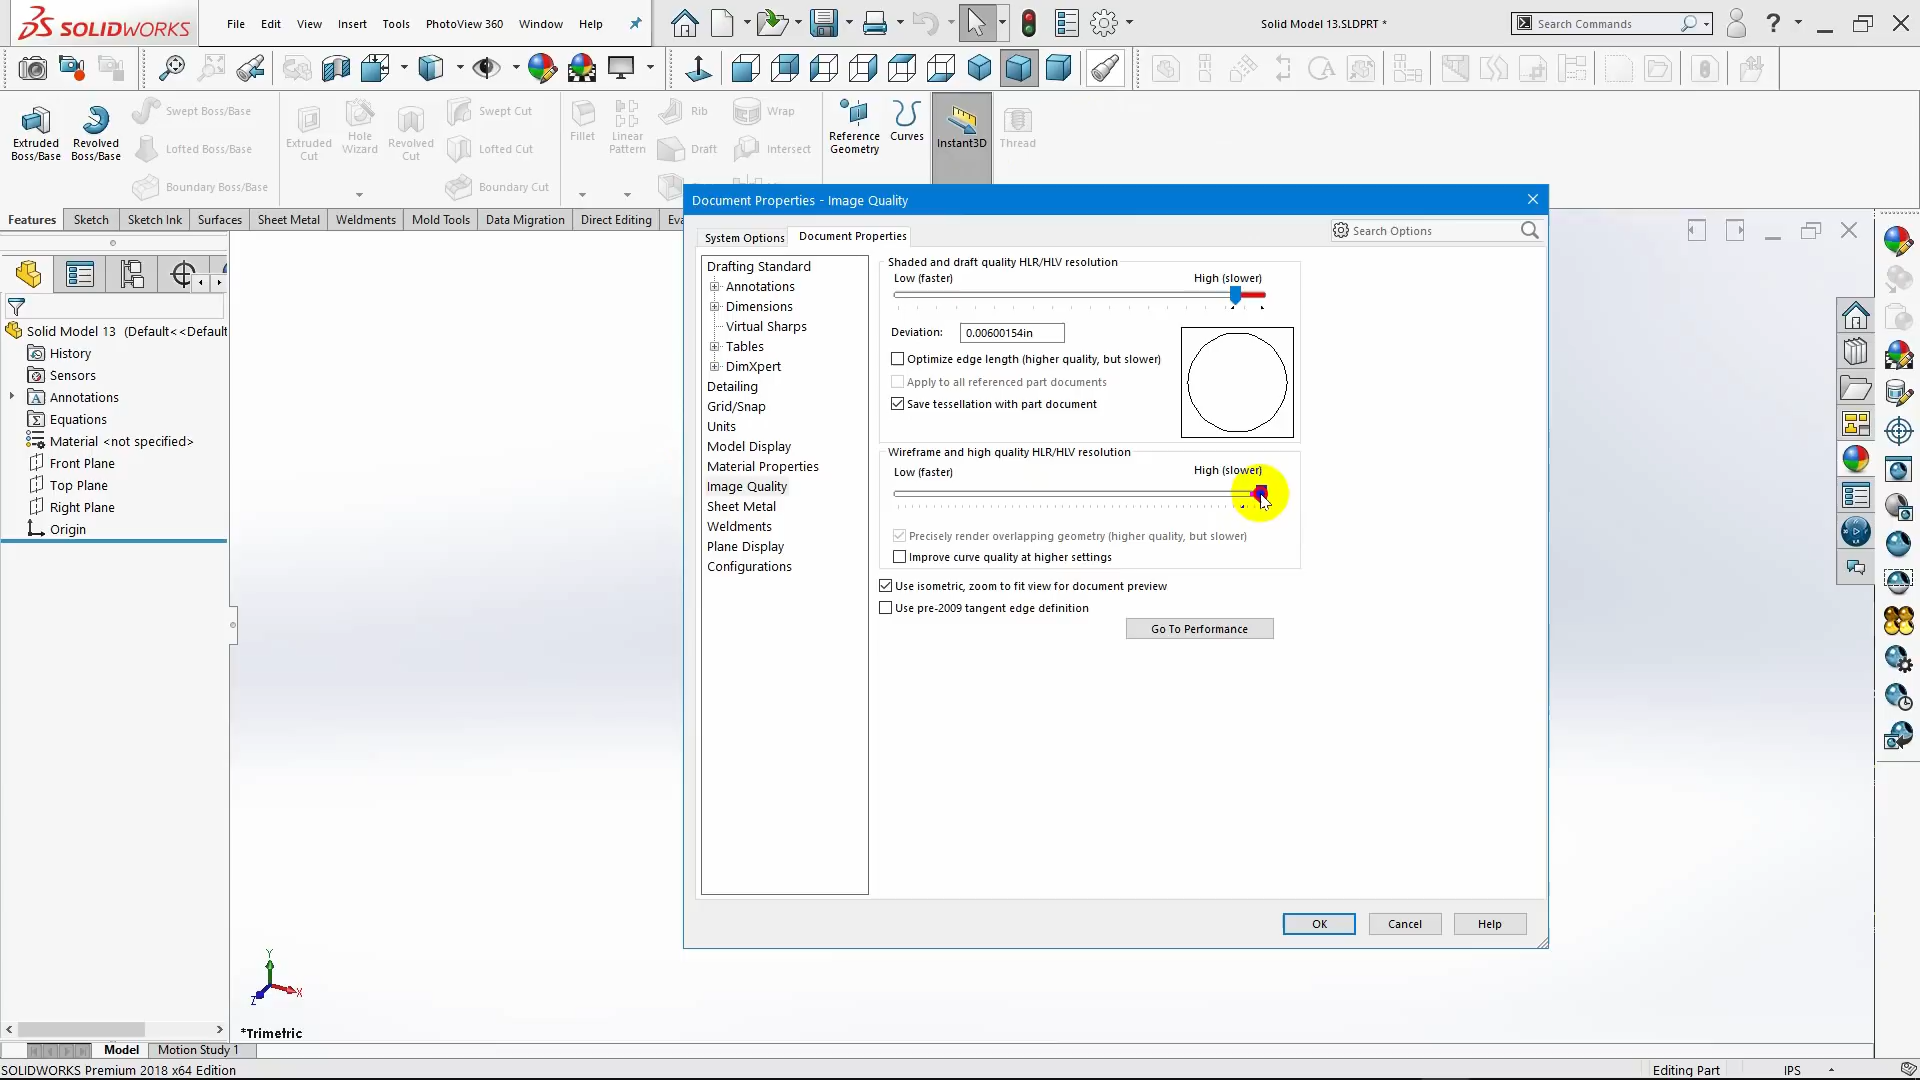 SOLIDWORKS
File Edit View Insert Tools PhotoView 360 Window Help
Solid Model 13.SLDPRT *
Search Commands
Extruded Boss/Base
Revolved Boss/Base
Swept Boss/Base
Lofted Boss/Base
Boundary Boss/Base
Extruded Cut
Hole Wizard
Revolved Cut
Swept Cut
Lofted Cut
Boundary Cut
Fillet
Linear Pattern
Rib
Draft
Wrap
Intersect
Reference Geometry
Curves
Instant3D
Thread
Features Sketch Sketch Ink Surfaces Sheet Metal Weldments Mold Tools Data Migration Direct Editing Eva
Solid Model 13 (Default<<Default
History
Sensors
Annotations
Equations
Material <not specified>
Front Plane
Top Plane
Right Plane
Origin
Document Properties - Image Quality
System Options Document Properties
Search Options
Drafting Standard
Annotations
Dimensions
Virtual Sharps
Tables
DimXpert
Detailing
Grid/Snap
Units
Model Display
Material Properties
Image Quality
Sheet Metal
Weldments
Plane Display
Configurations
Shaded and draft quality HLR/HLV resolution
Low (faster) High (slower)
Deviation: 0.00600154in
Optimize edge length (higher quality, but slower)
Apply to all referenced part documents
Save tessellation with part document
Wireframe and high quality HLR/HLV resolution
Low (faster) High (slower)
Precisely render overlapping geometry (higher quality, but slower)
Improve curve quality at higher settings
Use isometric, zoom to fit view for document preview
Use pre-2009 tangent edge definition
Go To Performance
OK Cancel Help
Y
X
Z
*Trimetric
Model Motion Study 1
SOLIDWORKS Premium 2018 x64 Edition
Editing Part IPS